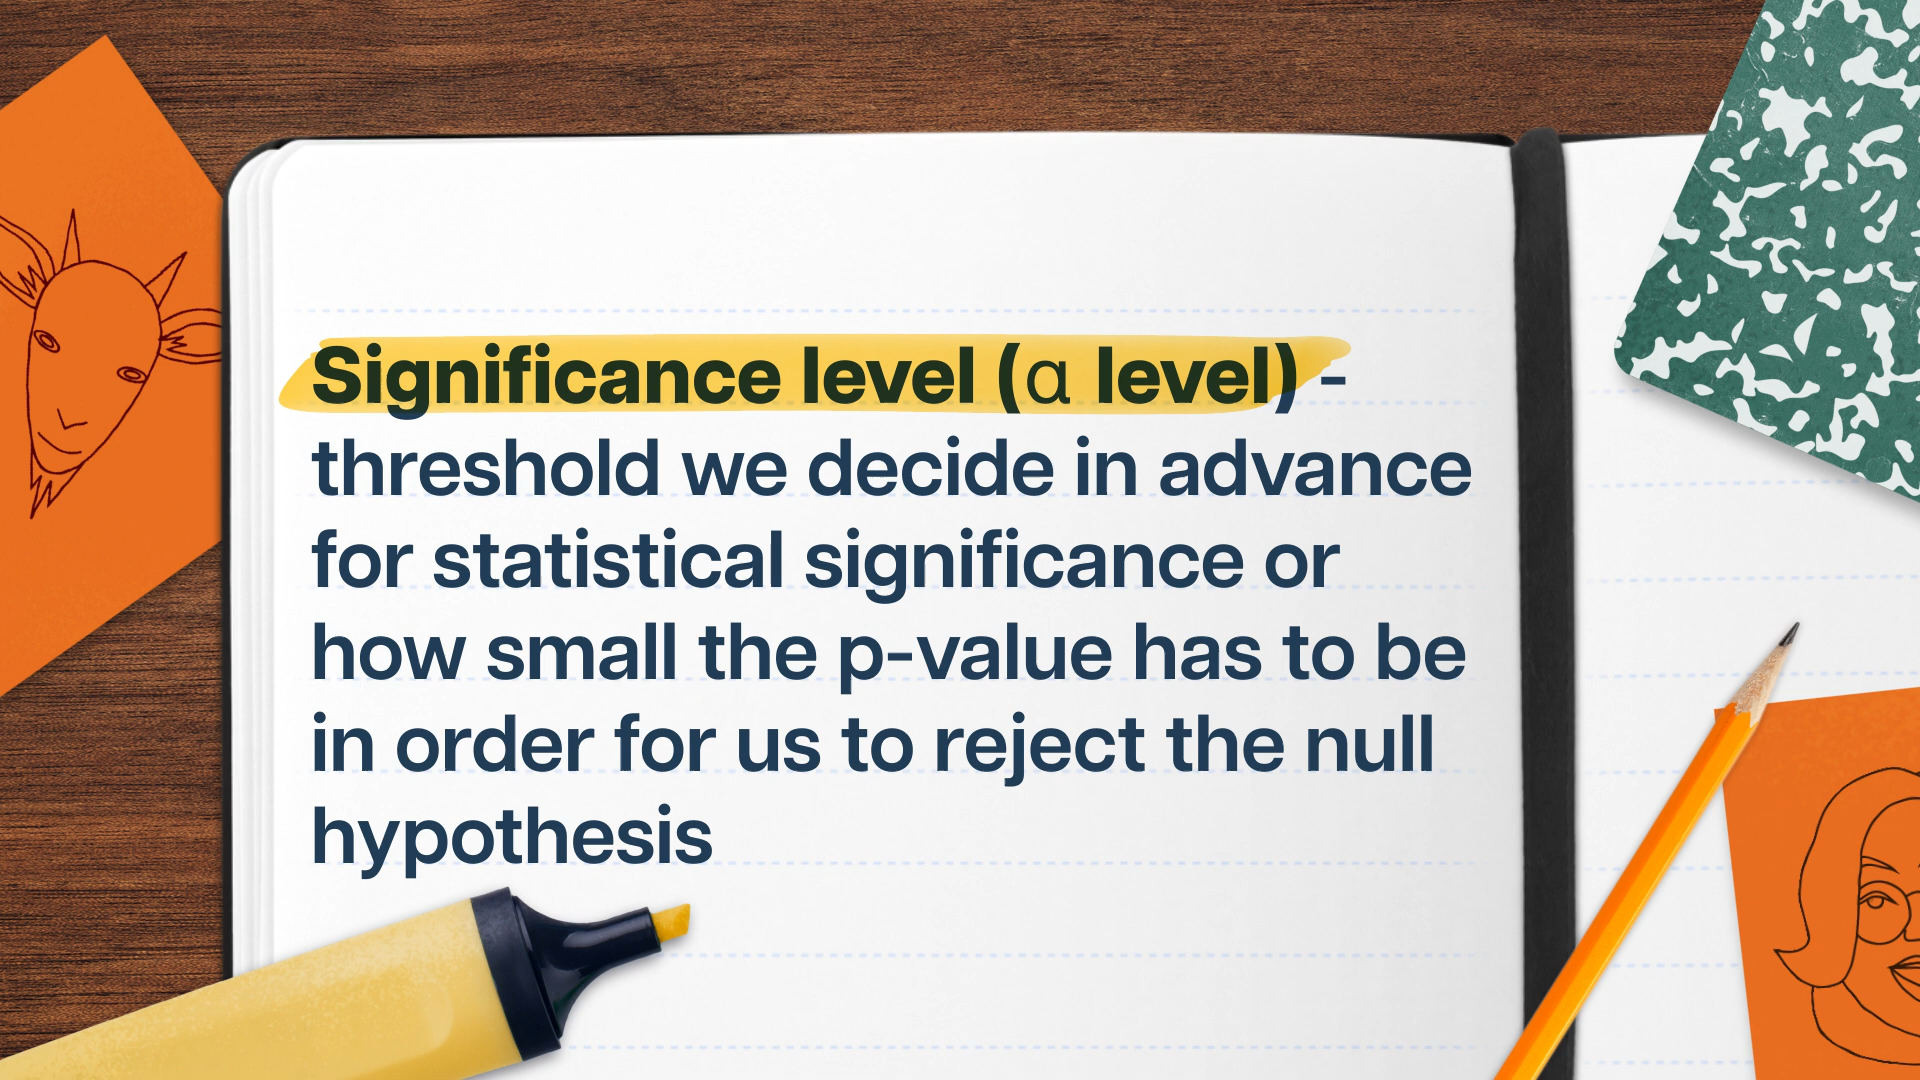 Significance level (α level) -
threshold we decide in advance
for statistical significance or
how small the p-value has to be
in order for us to reject the null
hypothesis